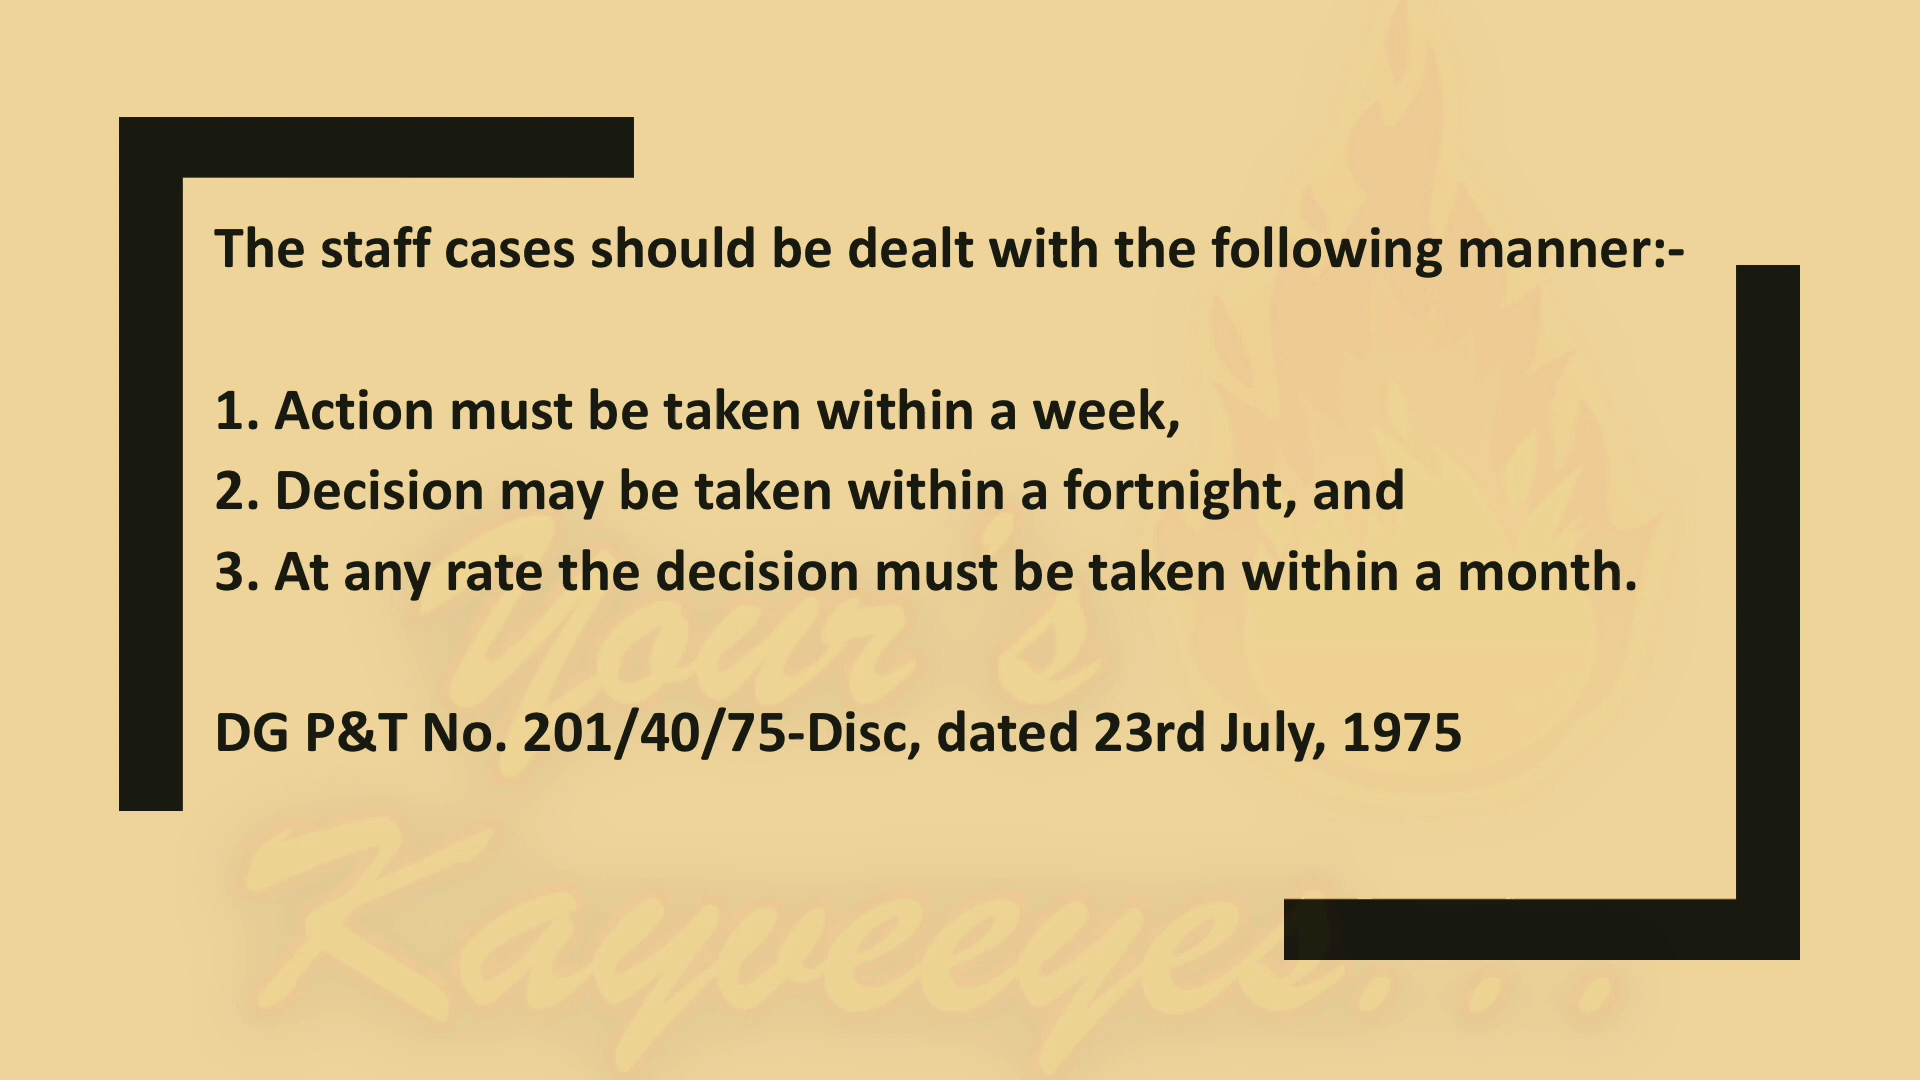 The staff cases should be dealt with the following manner:-
1. Action must be taken within a week,
2. Decision may be taken within a fortnight, and
3. At any rate the decision must be taken within a month.
DG P&T No. 201/40/75-Disc, dated 23rd July, 1975
Your's
Kayveeyes...